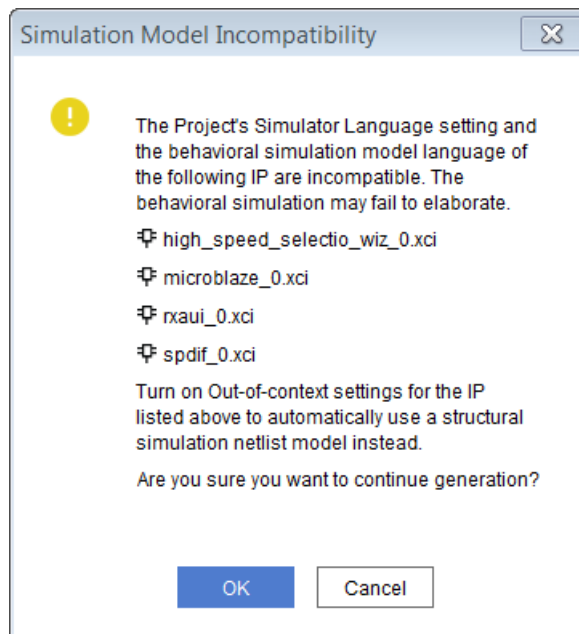 Simulation Model Incompatibility
The Project's Simulator Language setting and
the behavioral simulation model language of
the following IP are incompatible. The
behavioral simulation may fail to elaborate.
high_speed_selectio_wiz_0.xci
microblaze_0.xci
rxaui_0.xci
spdif_0.xci
Turn on Out-of-context settings for the IP
listed above to automatically use a structural
simulation netlist model instead.
Are you sure you want to continue generation?
OK
Cancel